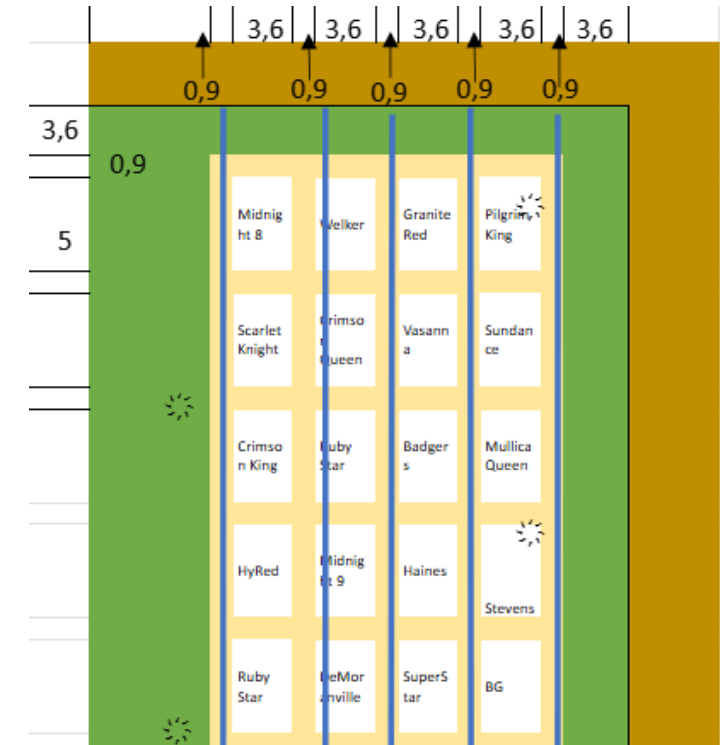 3,6 3,6 3,6 3,6 3,6
0,9 0,9 0,9 0,9 0,9
3,6
0,9
5
Midnig
ht 8
Welker
Granite
Red
Pilgrim
King
Scarlet
Knight
Crimso
n
Queen
Vasann
a
Sundan
ce
Crimso
n King
Ruby
Star
Badger
s
Mullica
Queen
HyRed
Midnig
ht 9
Haines
Stevens
Ruby
Star
DeMor
anville
SuperS
tar
BG